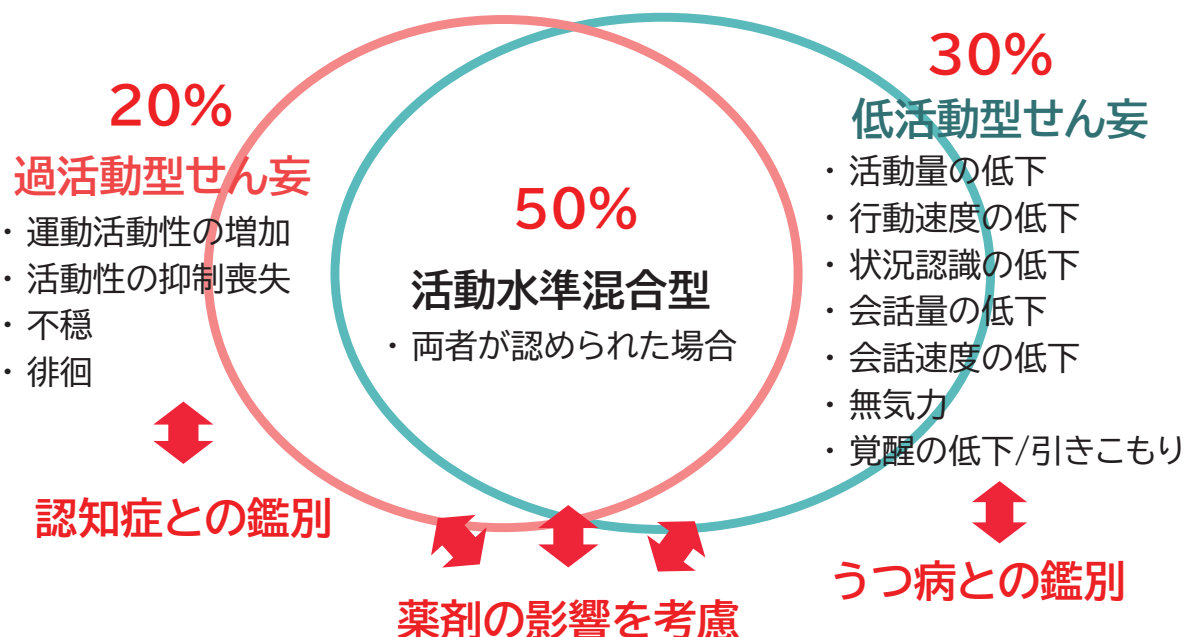 20%
過活動型せん妄
・運動活動性の増加
・活動性の抑制喪失
・不穏
・徘徊
認知症との鑑別
50%
活動水準混合型
・両者が認められた場合
薬剤の影響を考慮
30%
低活動型せん妄
・活動量の低下
・行動速度の低下
・状況認識の低下
・会話量の低下
・会話速度の低下
・無気力
・覚醒の低下/引きこもり
うつ病との鑑別